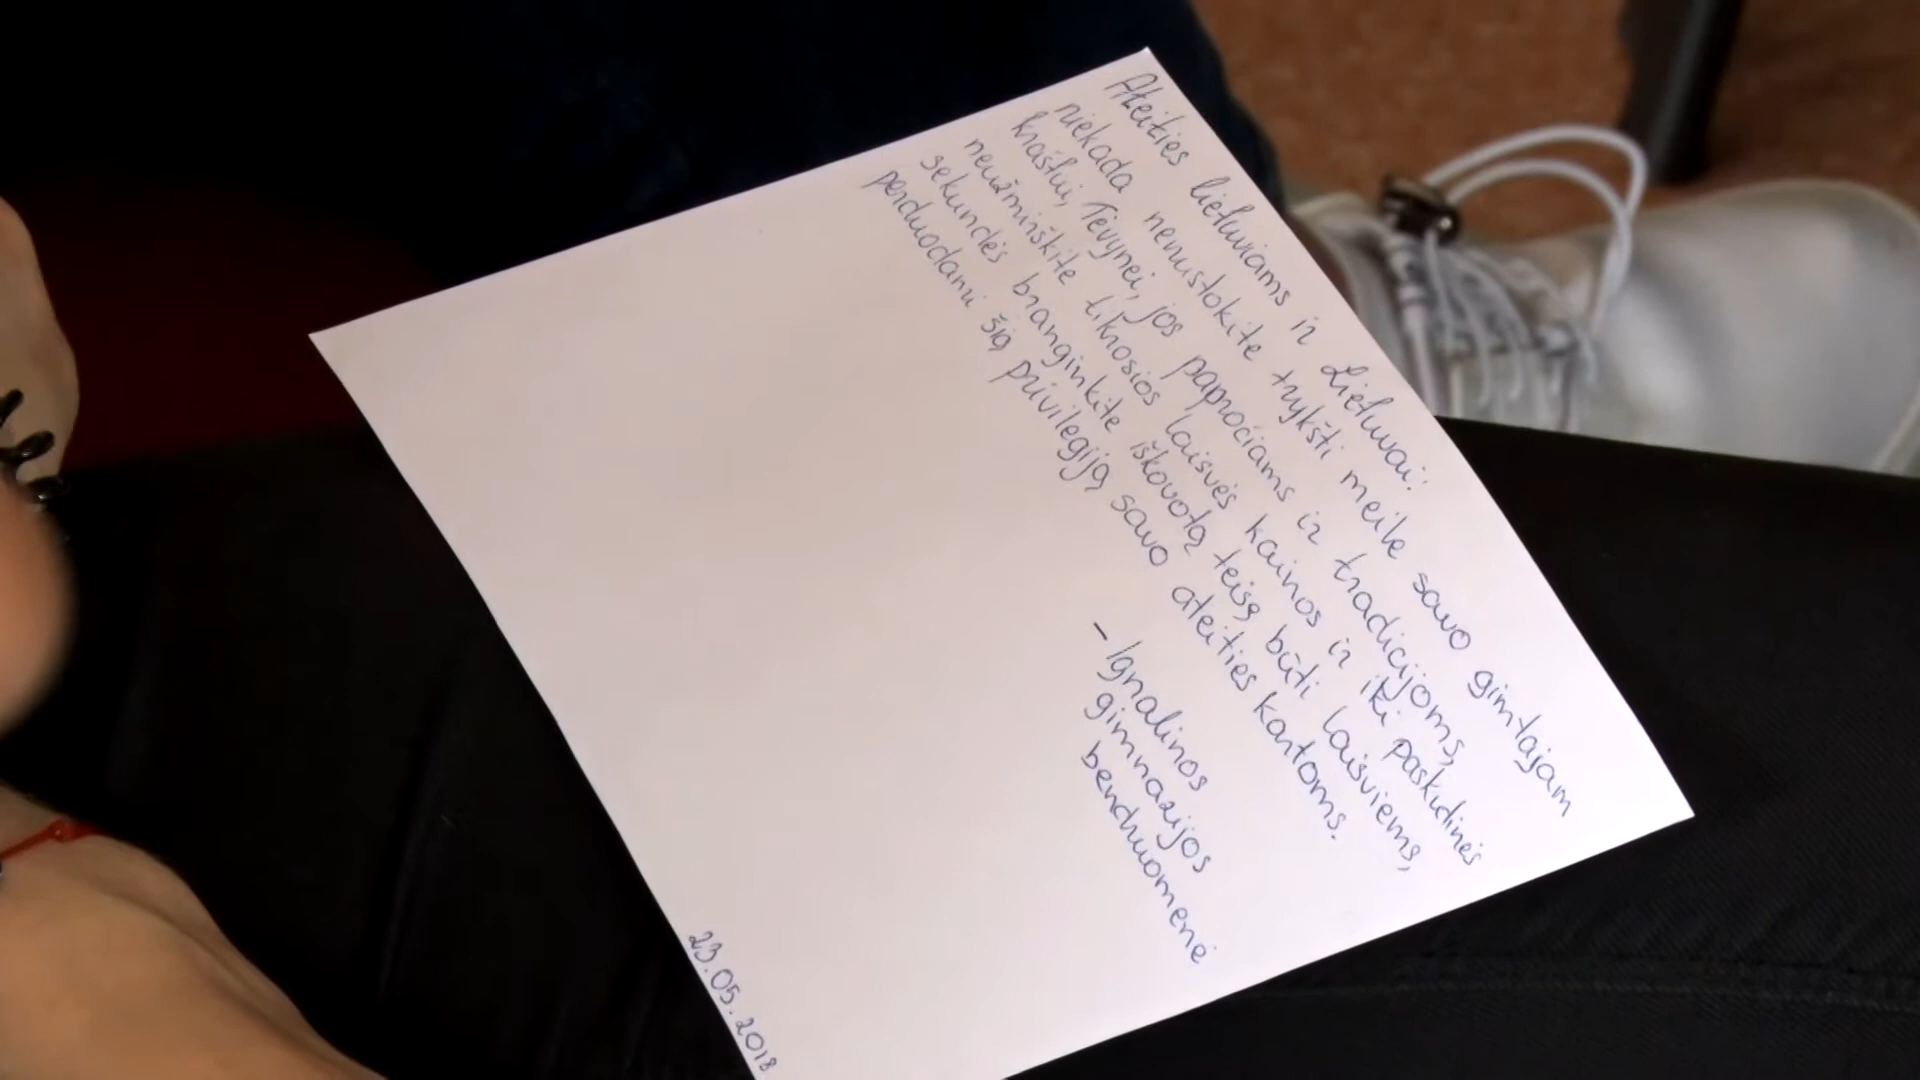 Ateities lietuviams ir Lietuvai:
niekada nenustokite trykšti meile savo gimtajam
kraštui, Tėvynei, jos papročiams ir tradicijoms,
neužmirškite tikrosios laisvės kainos ir iki paskutinės
sekundės branginkite iškovotą teisę būti laisviems,
perduodami šią privilegiją savo ateities kartoms.
– Ignalinos
gimnazijos
bendruomenė
23.05.2018